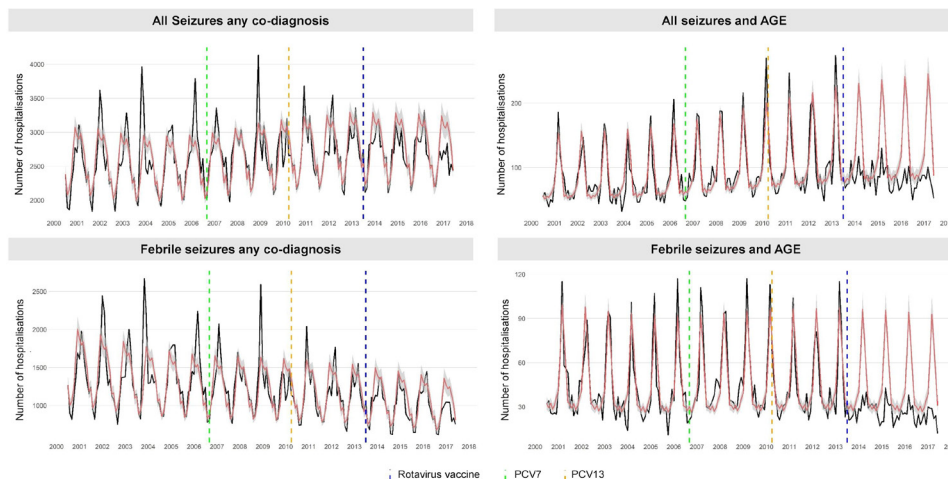 All Seizures any co-diagnosis
Number of hospitalisations
4000
3500
3000
2500
2000
2000 2001 2002 2003 2004 2005 2006 2007 2008 2009 2010 2011 2012 2013 2014 2015 2016 2017 2018
All seizures and AGE
Number of hospitalisations
200
100
2000 2001 2002 2003 2004 2005 2006 2007 2008 2009 2010 2011 2012 2013 2014 2015 2016 2017 20
Febrile seizures any co-diagnosis
Number of hospitalisations
2500
2000
1500
1000
2000 2001 2002 2003 2004 2005 2006 2007 2008 2009 2010 2011 2012 2013 2014 2015 2016 2017 2018
Febrile seizures and AGE
Number of hospitalisations
120
90
60
30
2000 2001 2002 2003 2004 2005 2006 2007 2008 2009 2010 2011 2012 2013 2014 2015 2016 2017 20
Rotavirus vaccine PCV7 PCV13